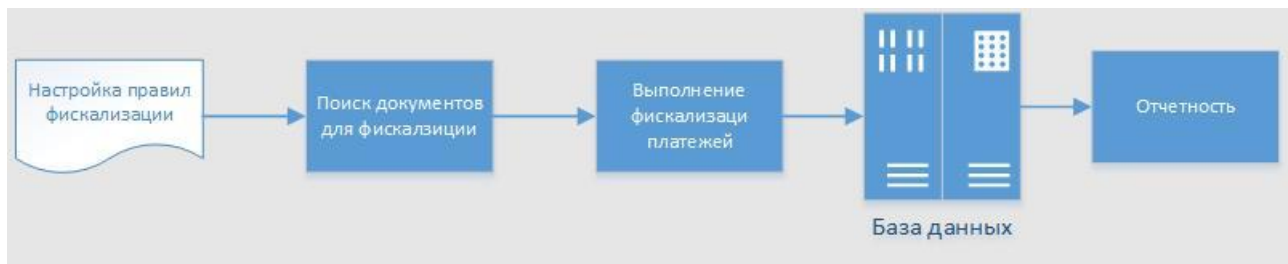 Настройка правил
фискализации
Поиск документов
для фискалзиции
Выполнение
фискализаци
платежей
База данных
Отчетность